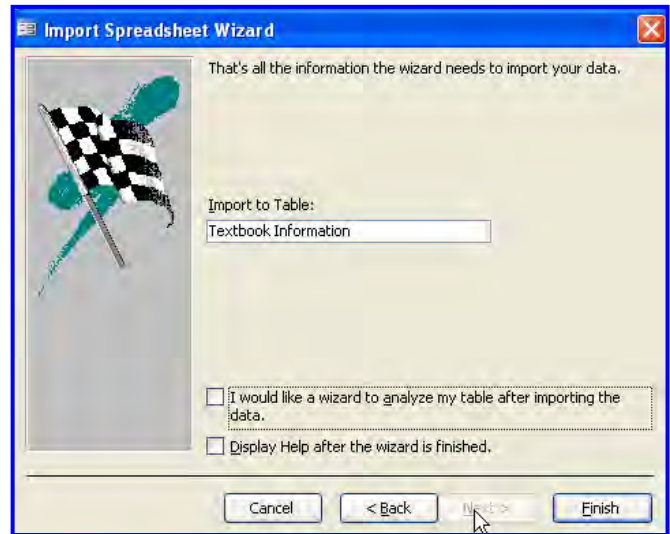 Import Spreadsheet Wizard
That's all the information the wizard needs to import your data.
Import to Table:
Textbook Information
I would like a wizard to analyze my table after importing the
data.
Display Help after the wizard is finished.
Cancel
< Back
Next >
Finish